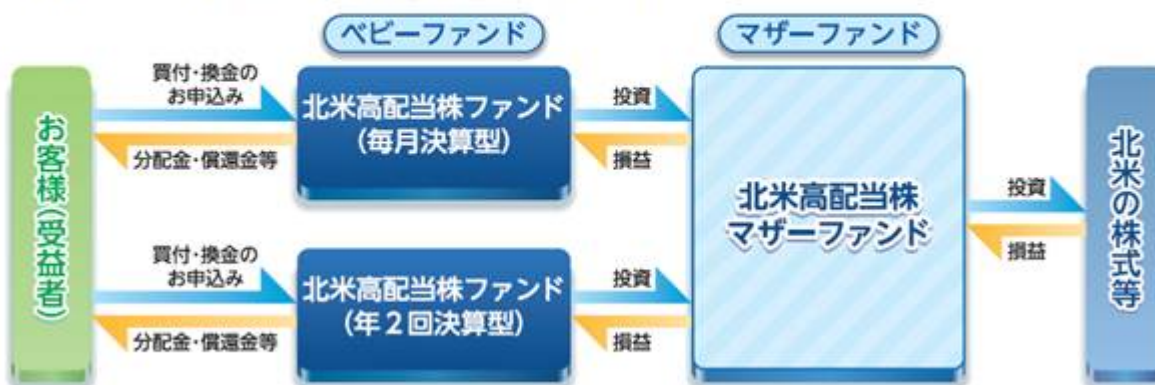 ベビーファンド
マザーファンド
お客様(受益者)
買付・換金の
お申込み
分配金・償還金等
北米高配当株ファンド
(毎月決算型)
投資
損益
買付・換金の
お申込み
分配金・償還金等
北米高配当株ファンド
(年2回決算型)
投資
損益
北米高配当株
マザーファンド
投資
損益
北米の株式等